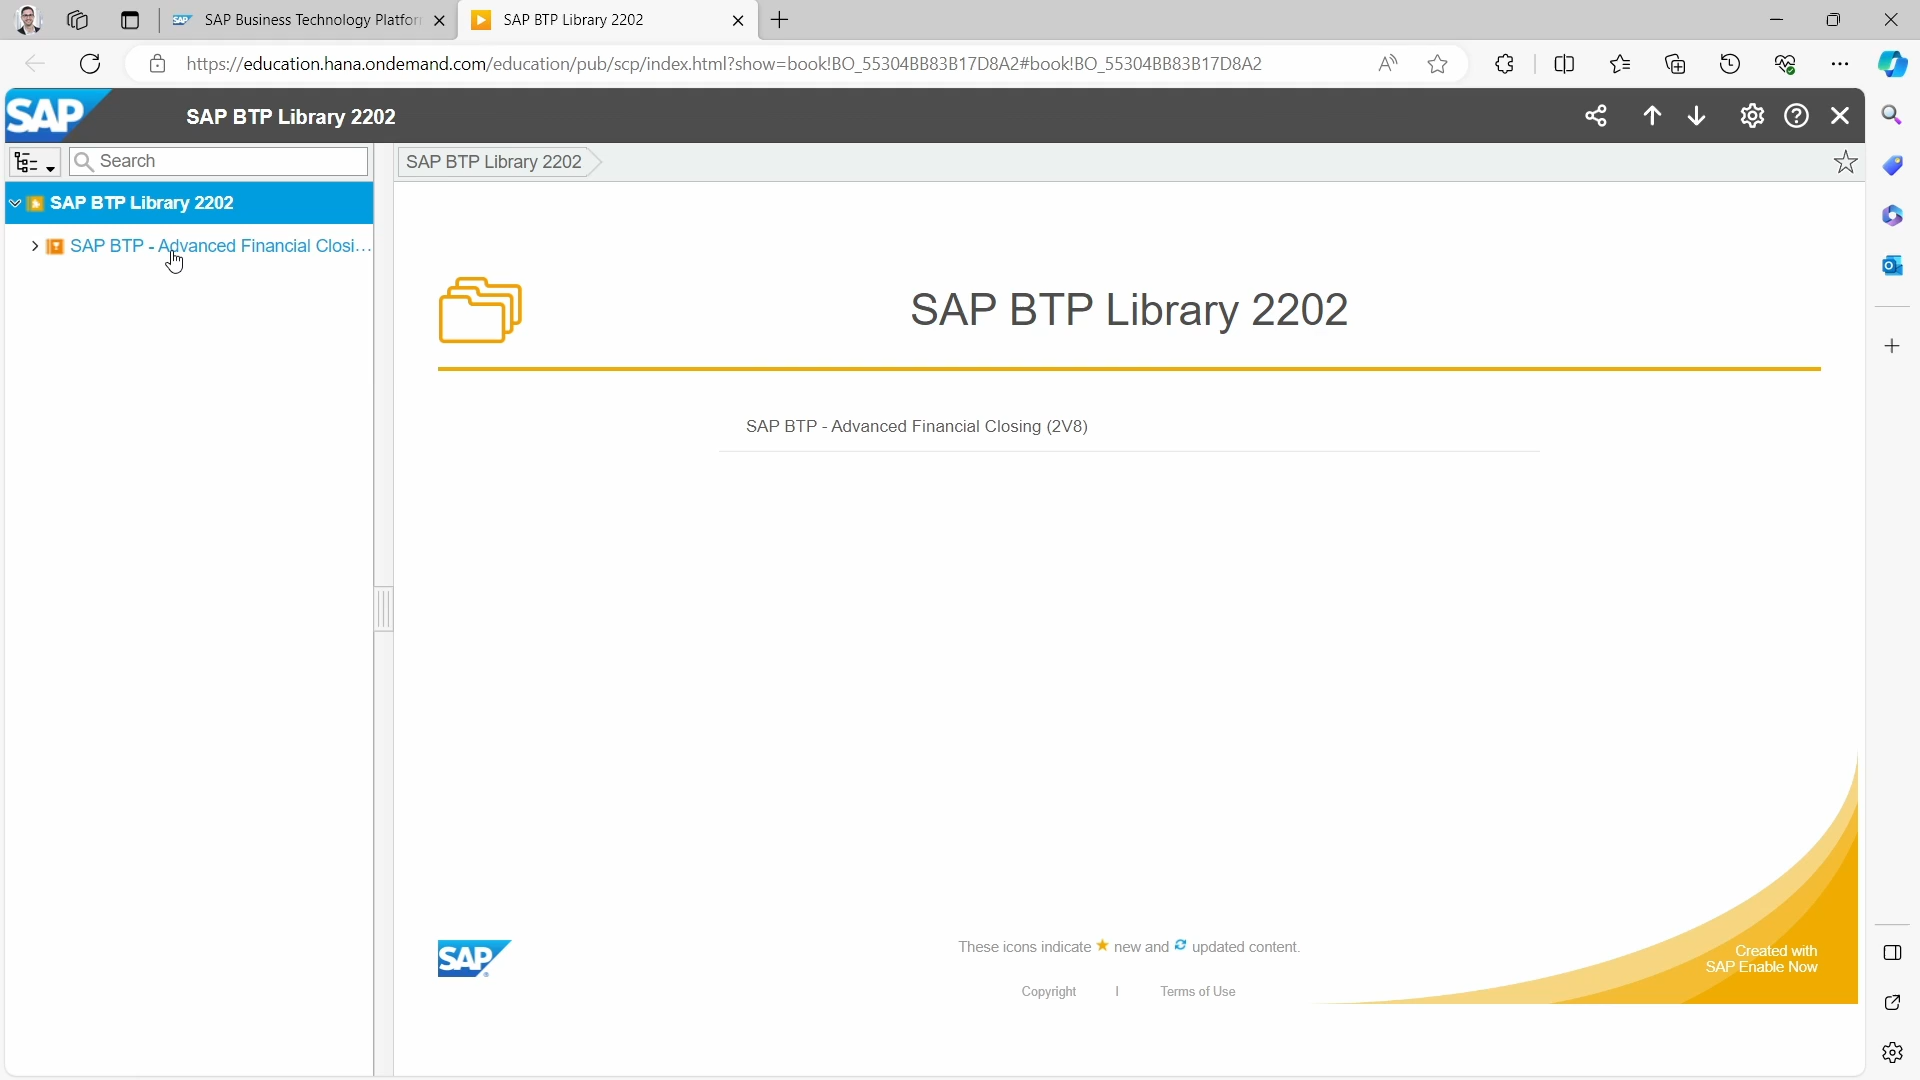 SAP Business Technology Platfor
SAP BTP Library 2202
https://education.hana.ondemand.com/education/pub/scp/index.html?show=book!BO_55304BB83B17D8A2#book!BO_55304BB83B17D8A2
SAP
SAP BTP Library 2202
Search
SAP BTP Library 2202
SAP BTP Library 2202
SAP BTP - Advanced Financial Closi...
SAP BTP Library 2202
SAP BTP - Advanced Financial Closing (2V8)
SAP
These icons indicate new and updated content.
Created with
SAP Enable Now
Copyright | Terms of Use